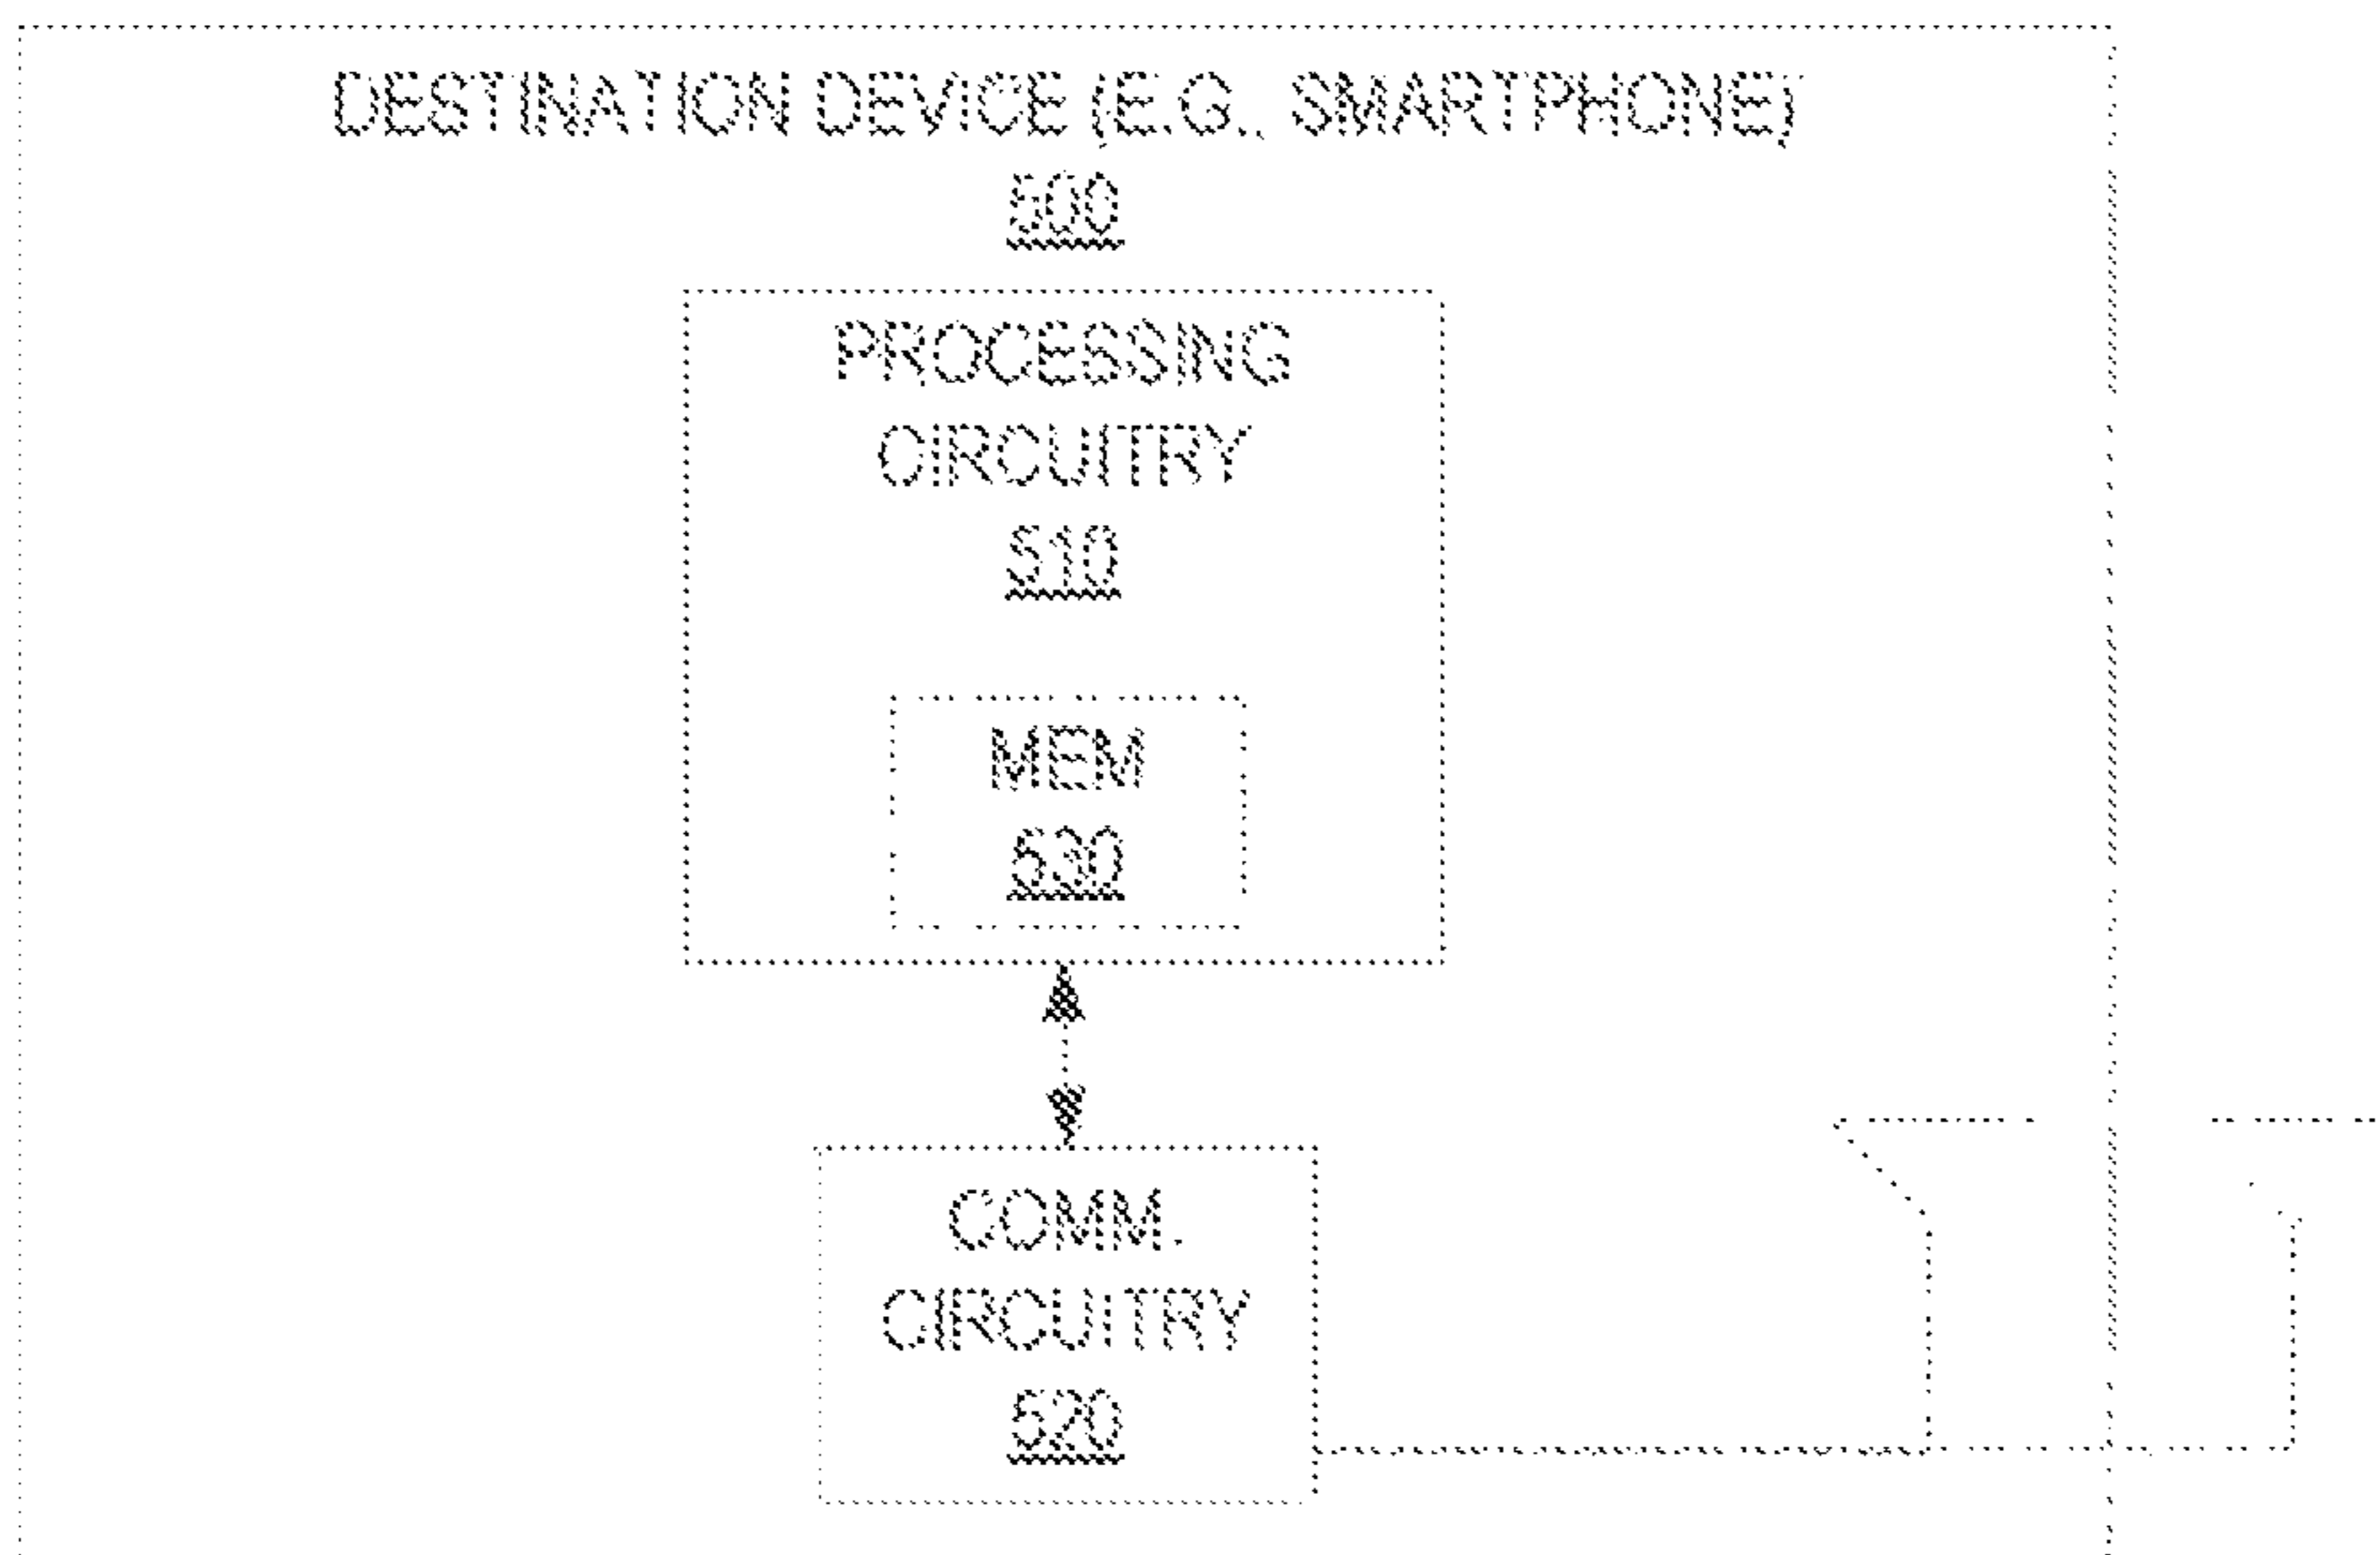 DESTINATION DEVICE (E.G., SMARTPHONE)
500
PROCESSING
CIRCUITRY
510
MEM
530
COMM.
CIRCUITRY
520